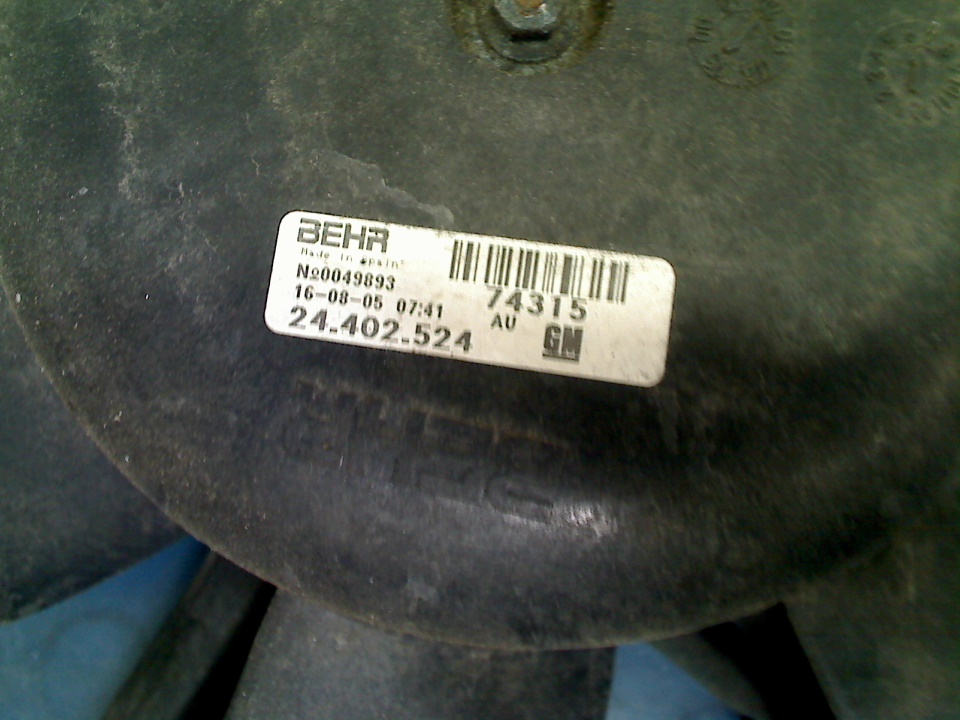 BEHR
Made in Spain
№0049893
16-08-05 07:41
24.402.524
74315
AU
GM